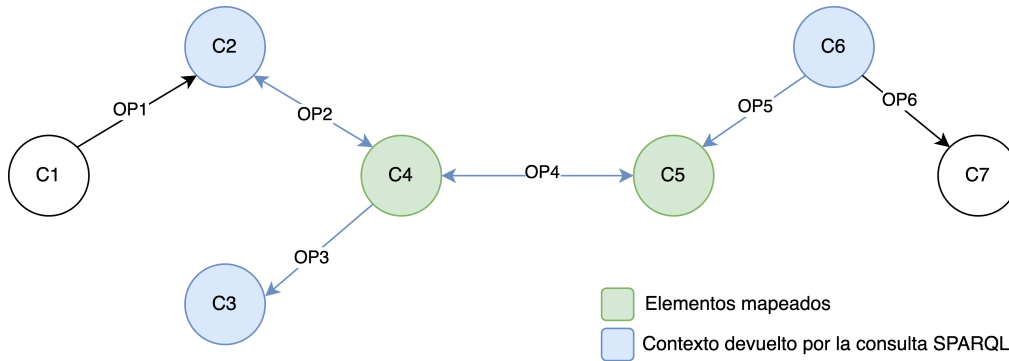 C2
C6
OP1
OP2
OP5
OP6
C1
C4
OP4
C5
C7
OP3
C3
Elementos mapeados
Contexto devuelto por la consulta SPARQL